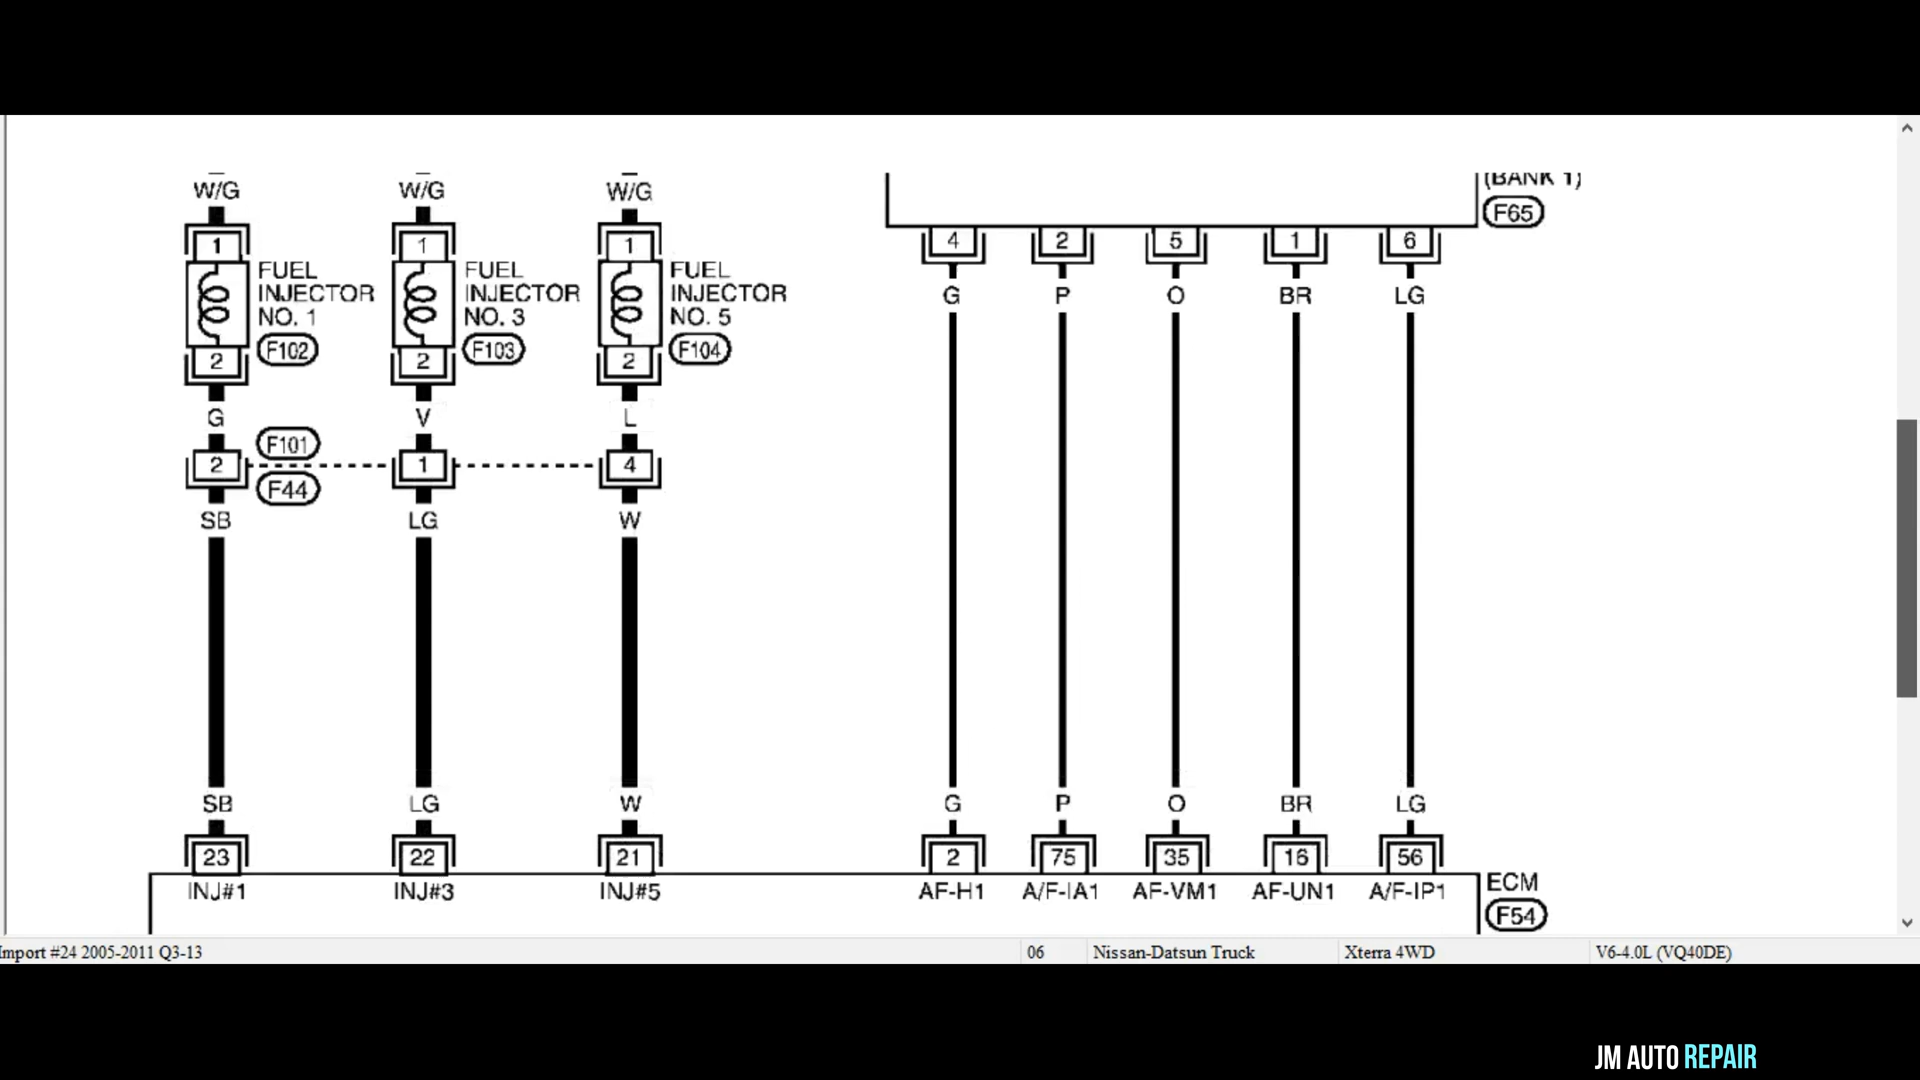 W/G W/G W/G (BANK 1)
F65
1 1 1 4 2 5 1 6
FUEL INJECTOR NO. 1 FUEL INJECTOR NO. 3 FUEL INJECTOR NO. 5
G P O BR LG
F102 F103 F104
2 2 2
G V L
F101
2 1 4
F44
SB LG W
SB LG W G P O BR LG
23 22 21 2 75 35 16 56
INJ#1 INJ#3 INJ#5 AF-H1 A/F-IA1 AF-VM1 AF-UN1 A/F-IP1 ECM
F54
Import #24 2005-2011 Q3-13 06 Nissan-Datsun Truck Xterra 4WD V6-4.0L (VQ40DE)
JM AUTO REPAIR